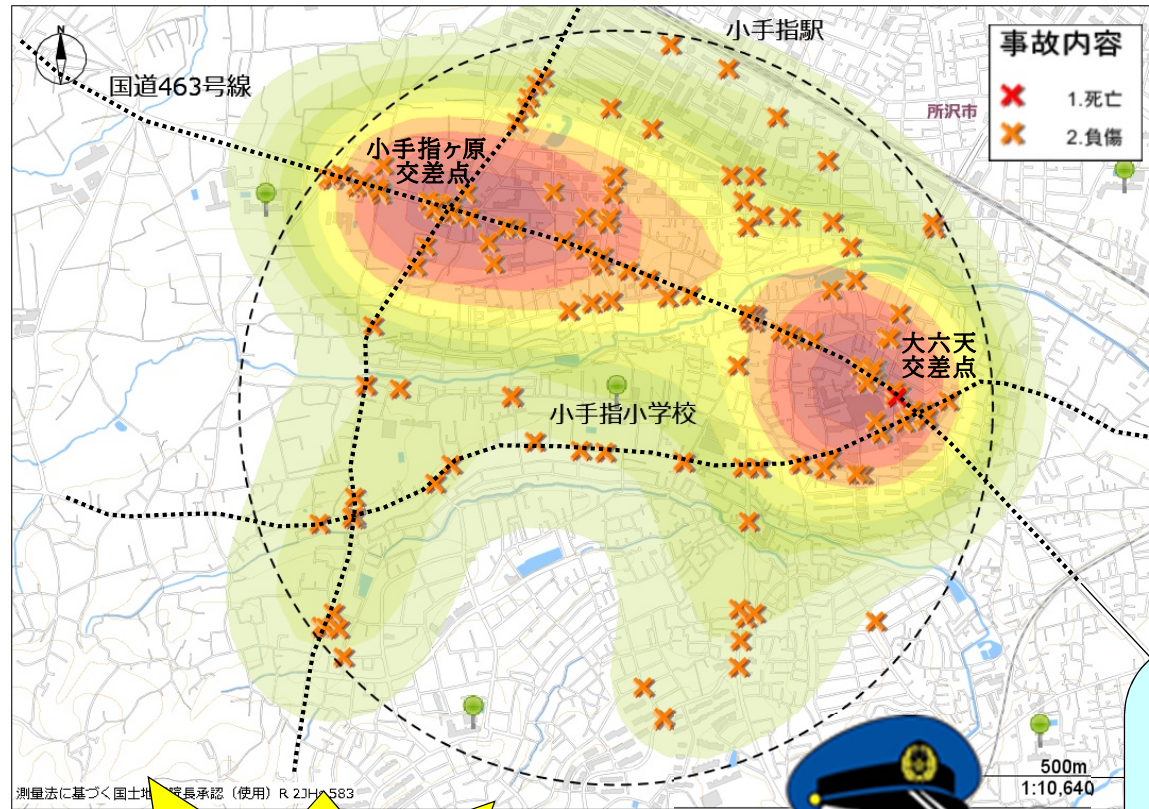 小手指駅
事故内容
1.死亡
2.負傷
N
国道463号線
所沢市
小手指ヶ原
交差点
大六天
交差点
小手指小学校
500m
1:10,640
測量法に基づく国土地 院長承認（使用）R 2JH 583